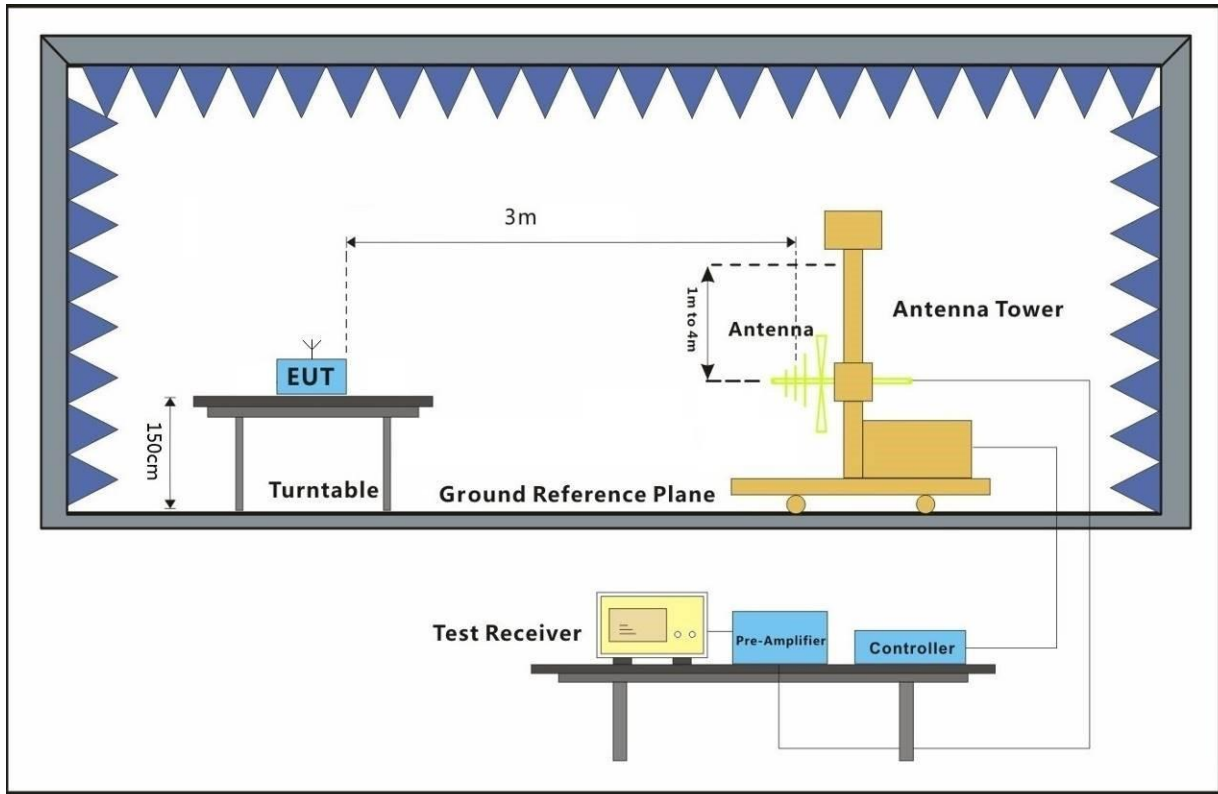 3m
1m to 4m
Antenna
Antenna Tower
EUT
150cm
Turntable
Ground Reference Plane
Test Receiver
Pre-Amplifier
Controller